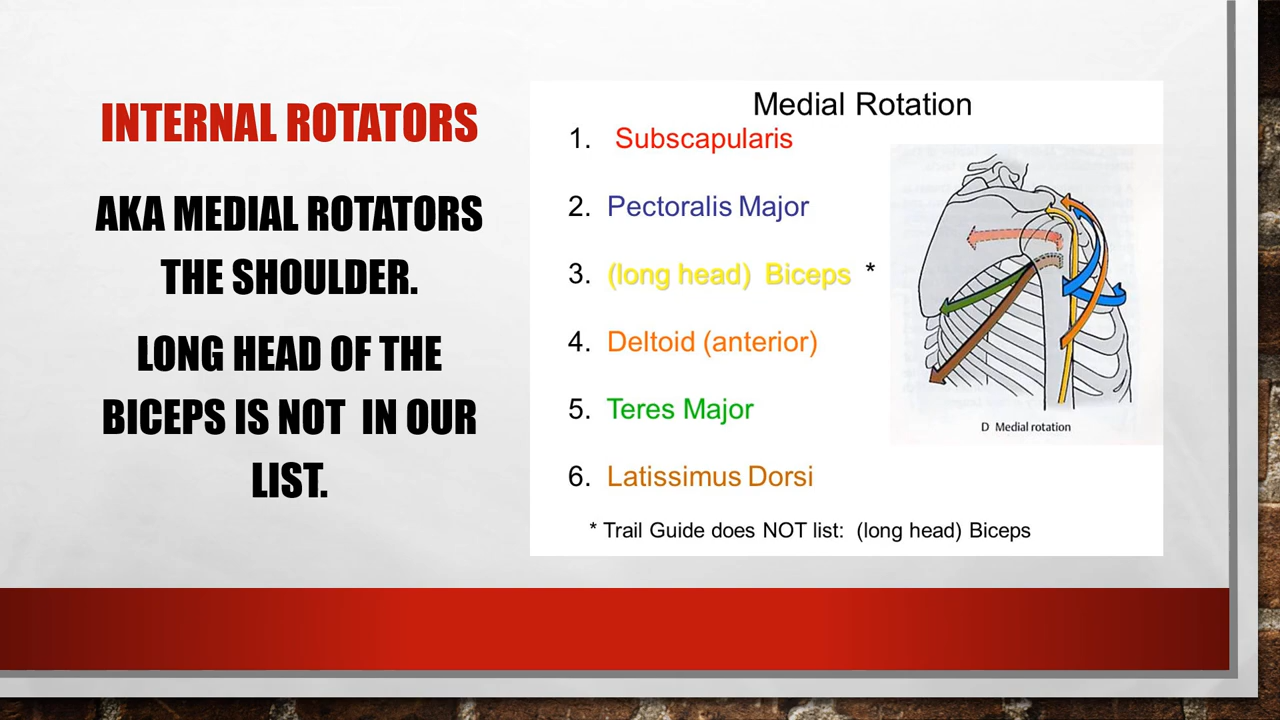 INTERNAL ROTATORS
AKA MEDIAL ROTATORS
THE SHOULDER.
LONG HEAD OF THE
BICEPS IS NOT IN OUR
LIST.
Medial Rotation
1. Subscapularis
2. Pectoralis Major
3. (long head) Biceps *
4. Deltoid (anterior)
5. Teres Major
6. Latissimus Dorsi
D Medial rotation
* Trail Guide does NOT list: (long head) Biceps